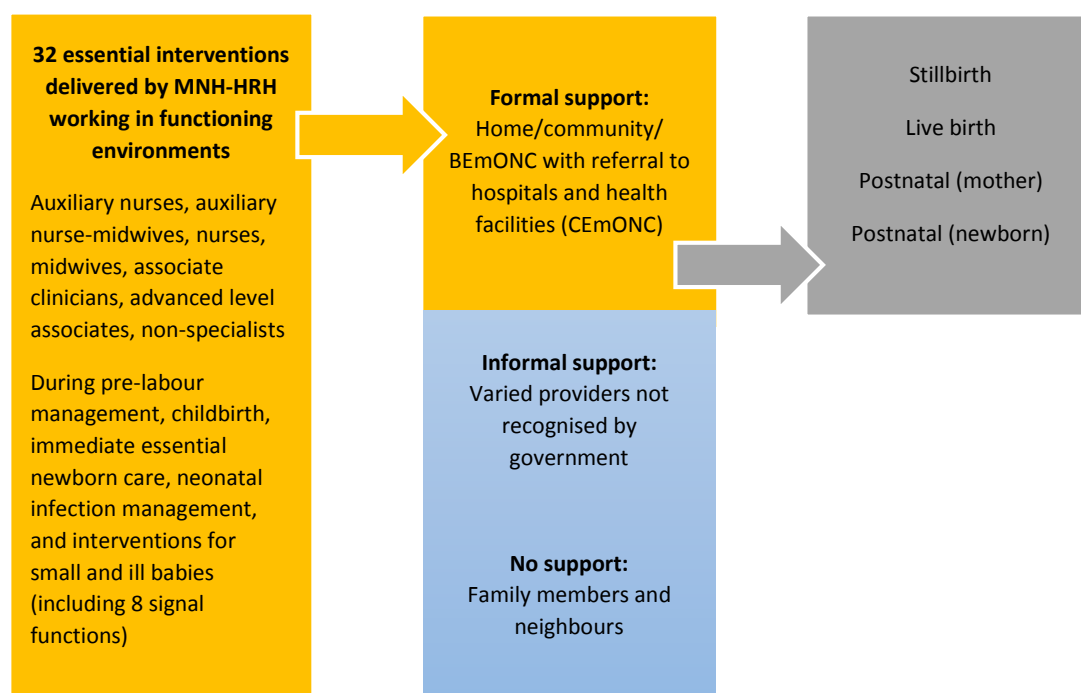 32 essential interventions
delivered by MNH-HRH
working in functioning
environments
Auxiliary nurses, auxiliary
nurse-midwives, nurses,
midwives, associate
clinicians, advanced level
associates, non-specialists
During pre-labour
management, childbirth,
immediate essential
newborn care, neonatal
infection management,
and interventions for
small and ill babies
(including 8 signal
functions)
Formal support:
Home/community/
BEmONC with referral to
hospitals and health
facilities (CEmONC)
Informal support:
Varied providers not
recognised by
government
No support:
Family members and
neighbours
Stillbirth
Live birth
Postnatal (mother)
Postnatal (newborn)